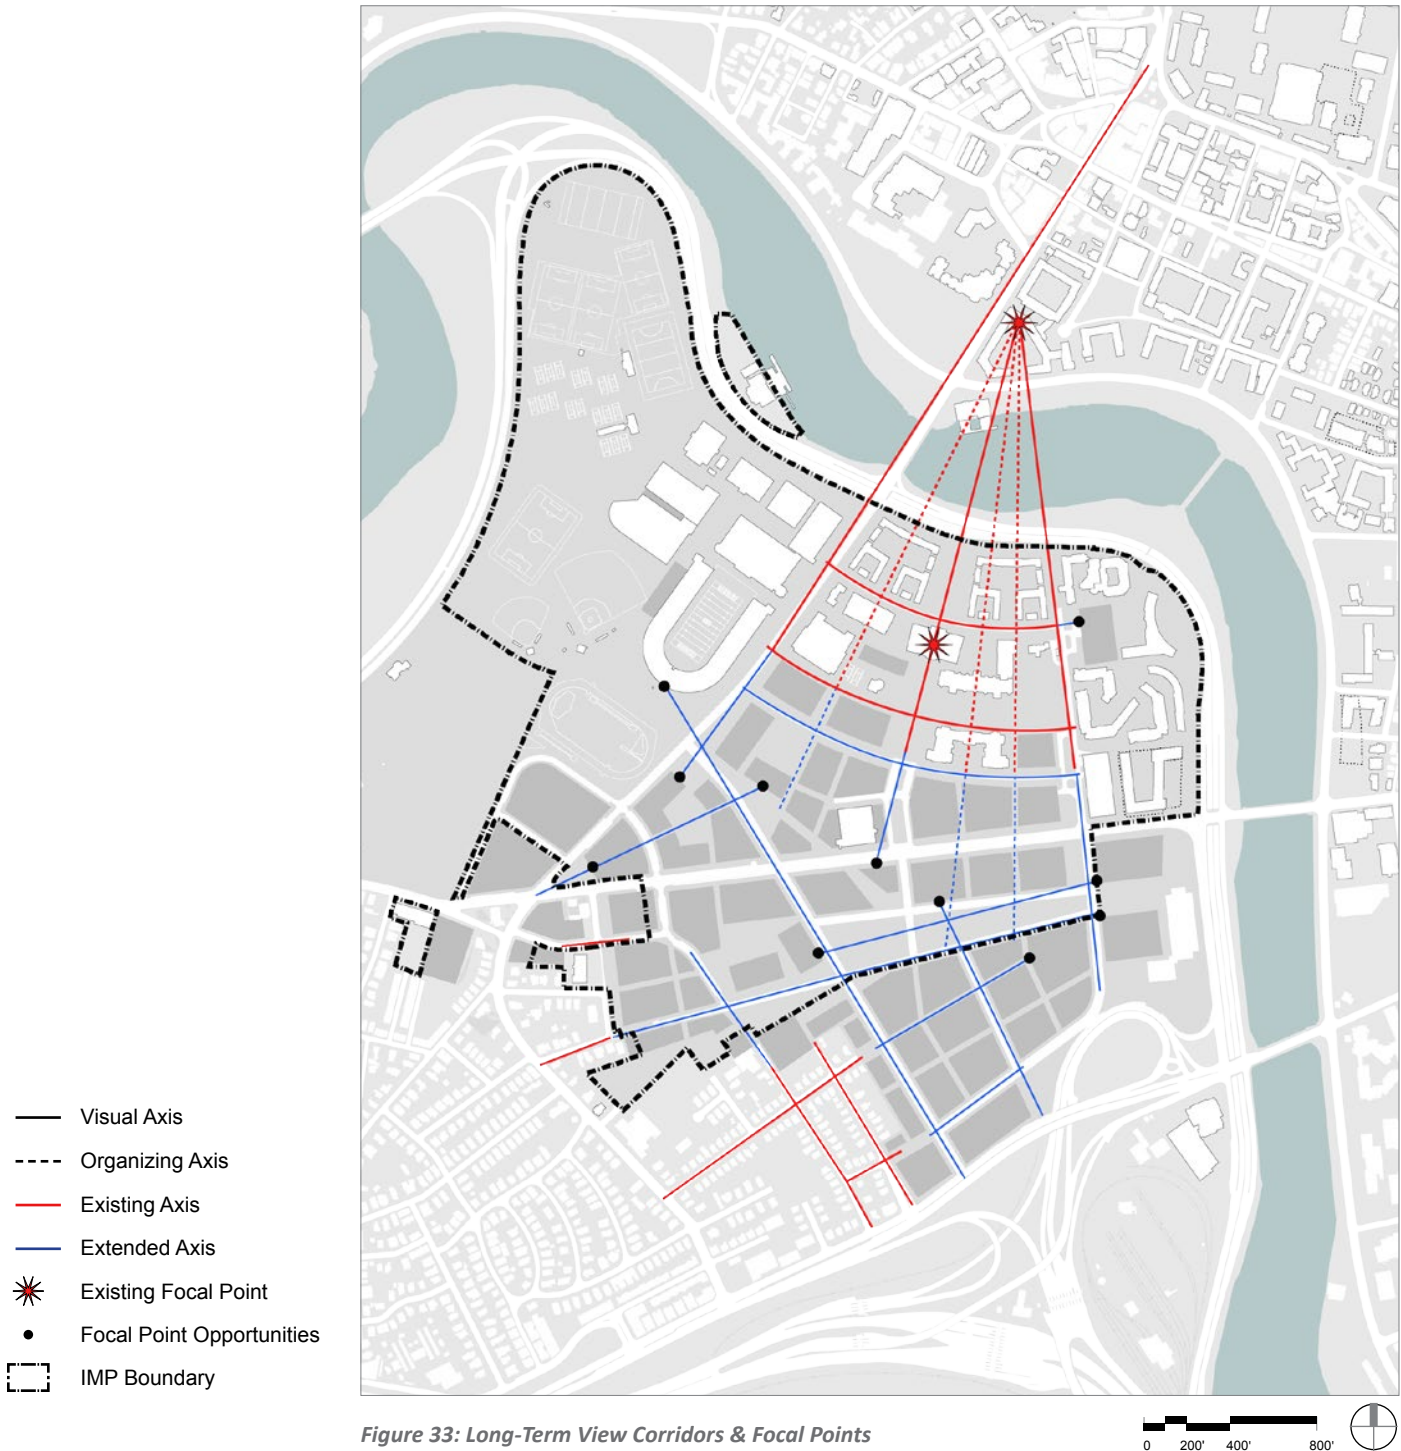 Visual Axis
Organizing Axis
Existing Axis
Extended Axis
Existing Focal Point
Focal Point Opportunities
IMP Boundary
Figure 33: Long-Term View Corridors & Focal Points
0 200' 400' 800'